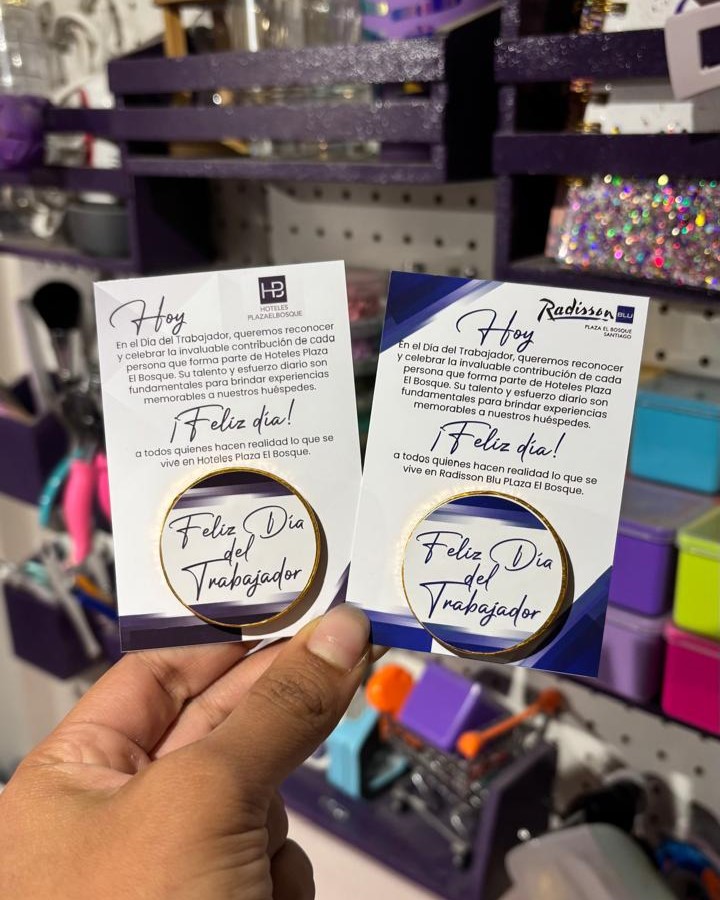 HB
HOTELES
PLAZAELBOSQUE
Hoy
En el Día del Trabajador, queremos reconocer
y celebrar la invaluable contribución de cada
persona que forma parte de Hoteles Plaza
El Bosque. Su talento y esfuerzo diario son
fundamentales para brindar experiencias
memorables a nuestros huéspedes.
¡Feliz día!
a todos quienes hacen realidad lo que se
vive en Hoteles Plaza El Bosque.
Feliz Día
del
Trabajador
Radisson BLU
PLAZA EL BOSQUE
SANTIAGO
Hoy
En el Día del Trabajador, queremos reconocer
y celebrar la invaluable contribución de cada
persona que forma parte de Hoteles Plaza
El Bosque. Su talento y esfuerzo diario son
fundamentales para brindar experiencias
memorables a nuestros huéspedes.
¡Feliz día!
a todos quienes hacen realidad lo que se
vive en Radisson Blu Plaza El Bosque.
Feliz Día
del
Trabajador